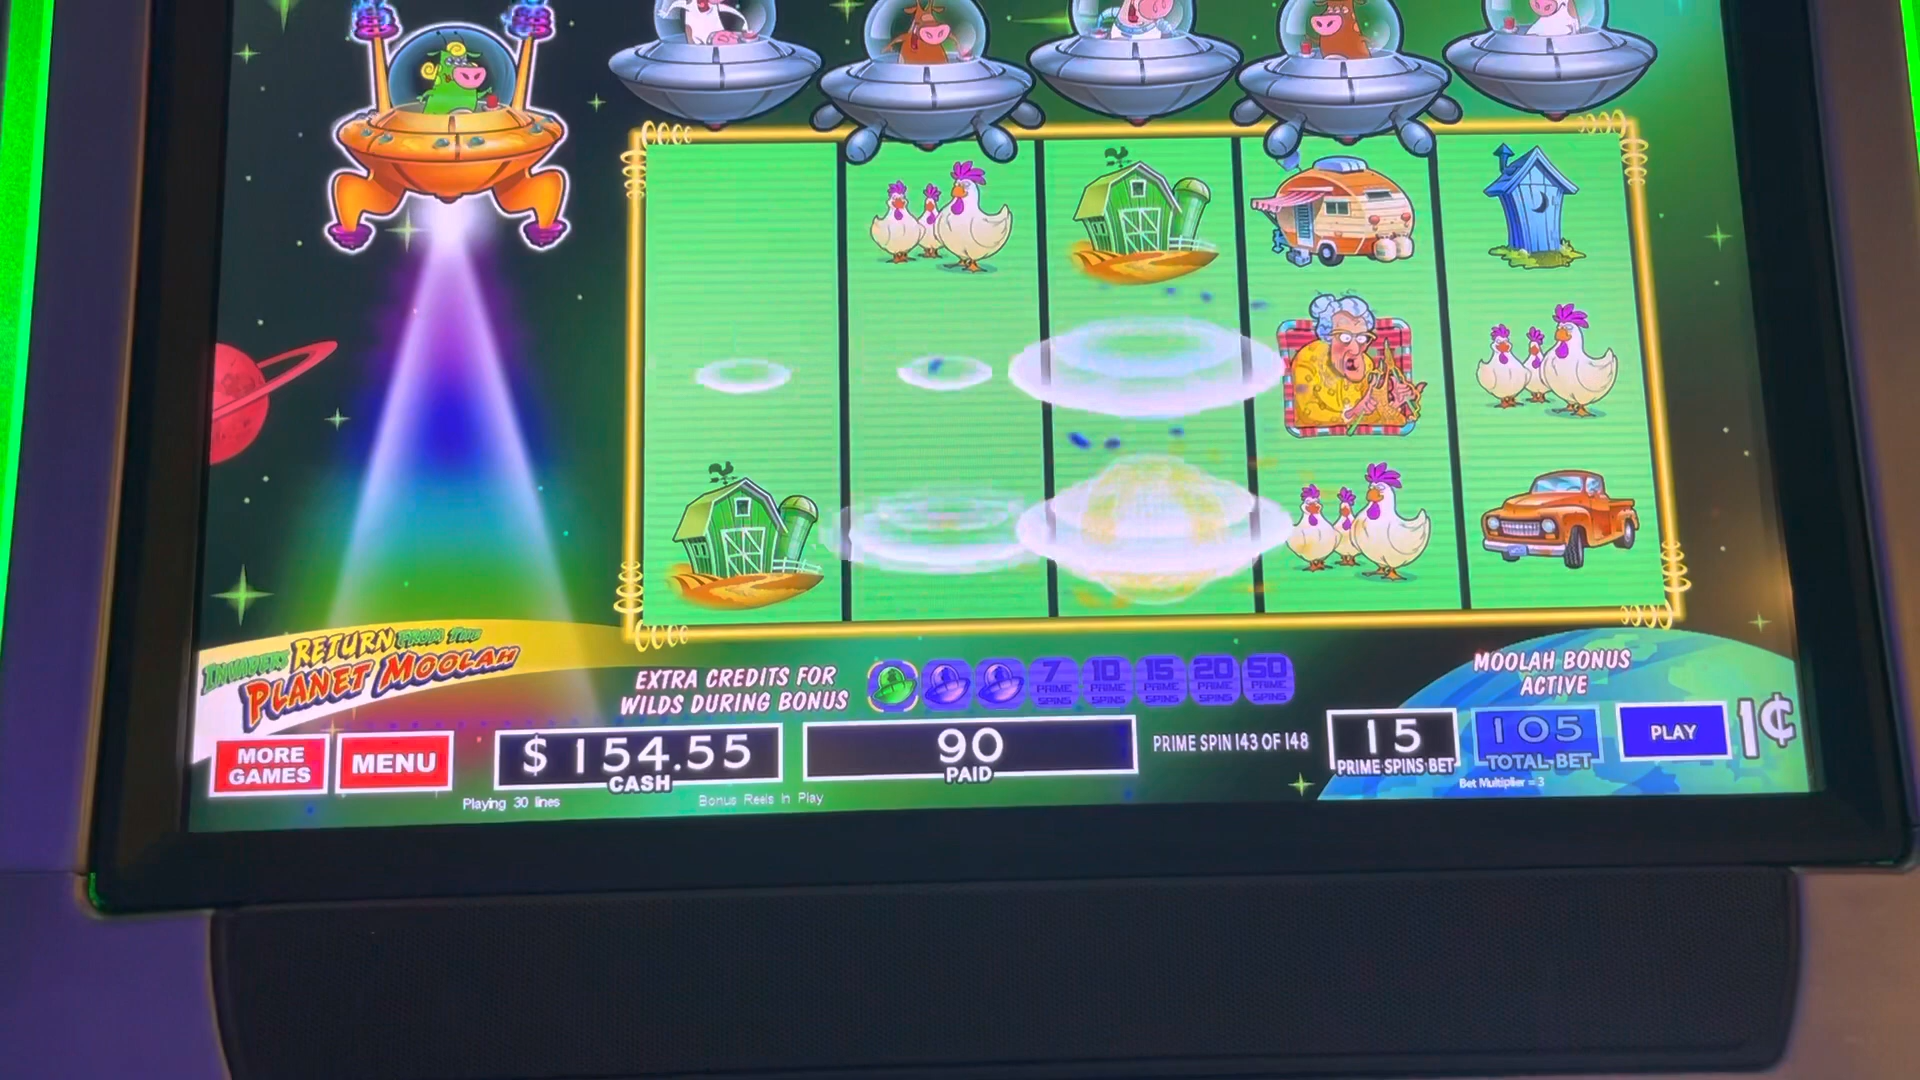 INVADERS RETURN FROM THE
PLANET MOOLAH
EXTRA CREDITS FOR
WILDS DURING BONUS
7 PRIME SPINS
10 PRIME SPINS
15 PRIME SPINS
20 PRIME SPINS
50 PRIME SPINS
MOOLAH BONUS
ACTIVE
MORE
GAMES
MENU
$ 154.55
CASH
90
PAID
PRIME SPIN 143 OF 148
15
PRIME SPINS BET
105
TOTAL BET
PLAY
1¢
Playing 30 lines
Bonus Reels In Play
Bet Multiplier = 3